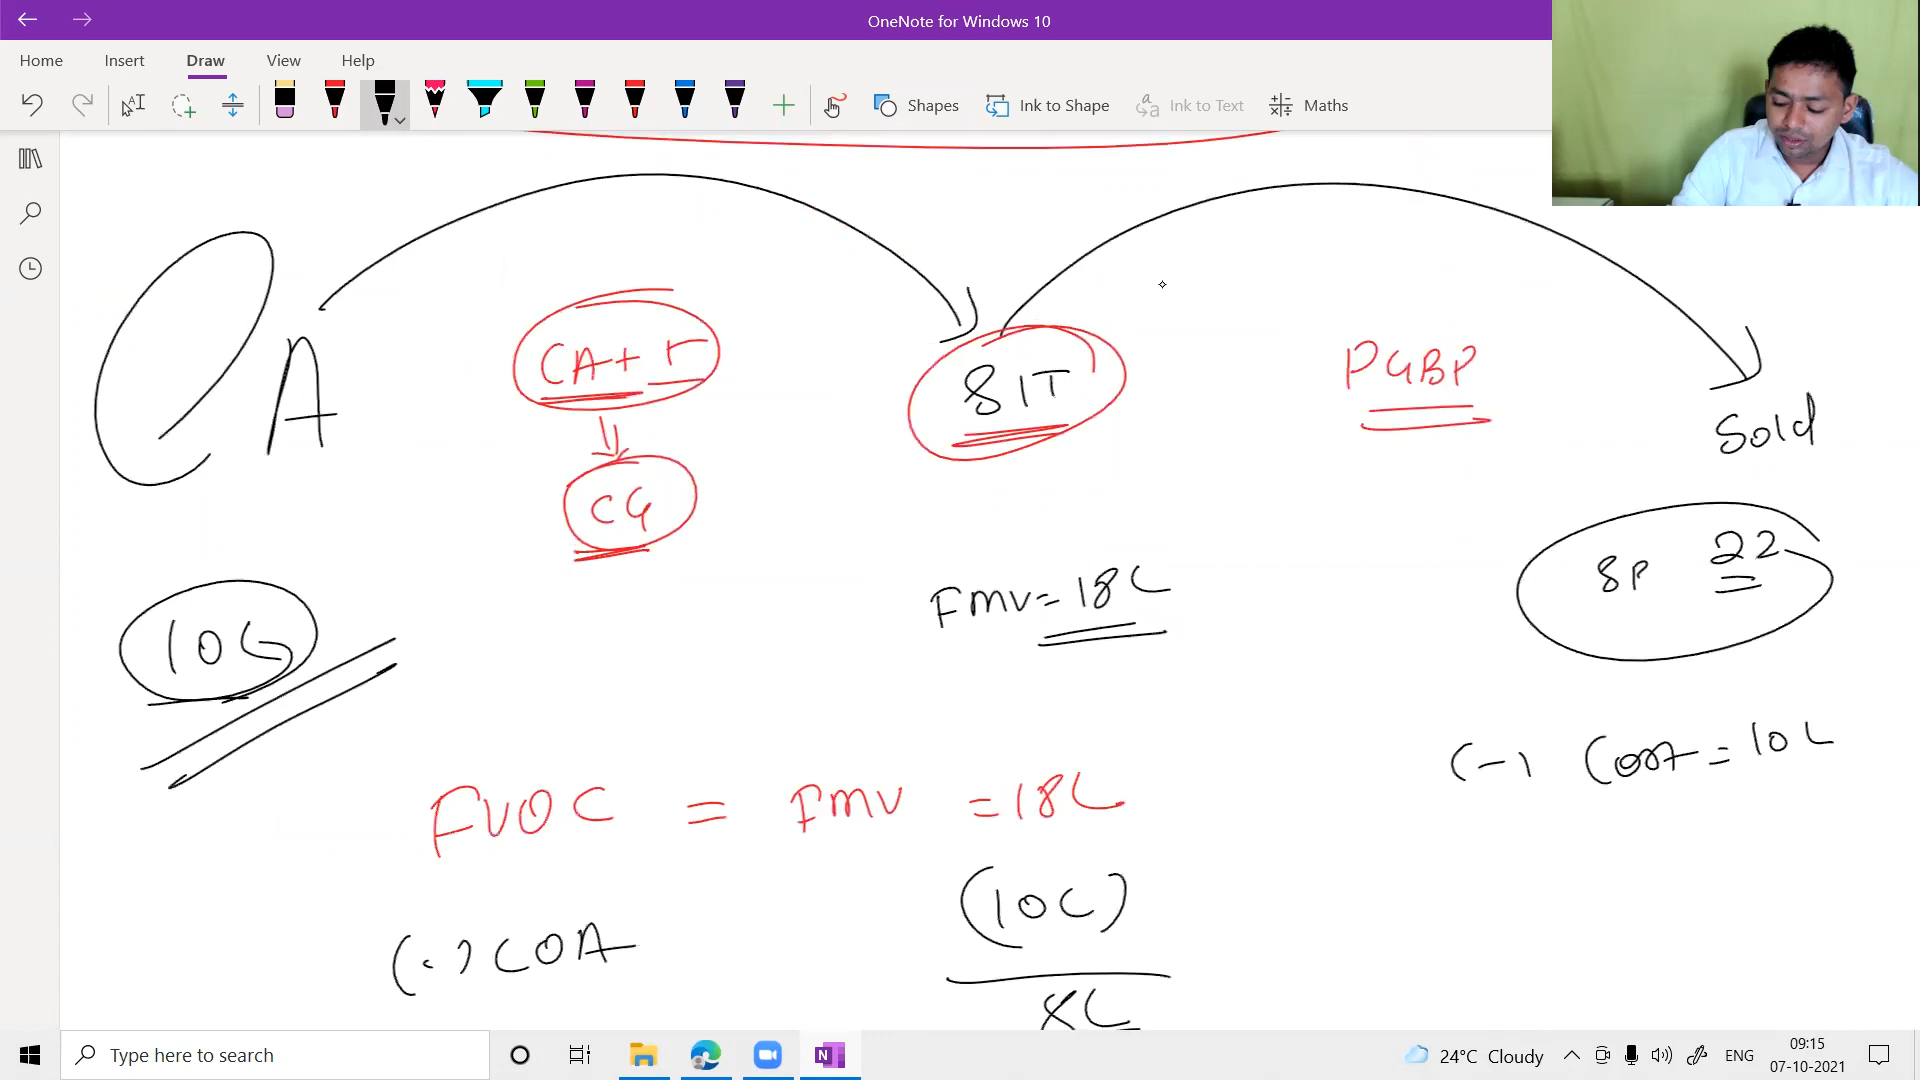 OneNote for Windows 10
Home Insert Draw View Help
Shapes Ink to Shape Ink to Text Maths
A
CA + T
SIT
PGBP
Sold
CG
FMV = 18L
SP 22
10L
(-) Cost = 10L
FVOC = FMV = 18L
(10L)
(-) COA
8L
Type here to search
24°C Cloudy
ENG
09:15
07-10-2021